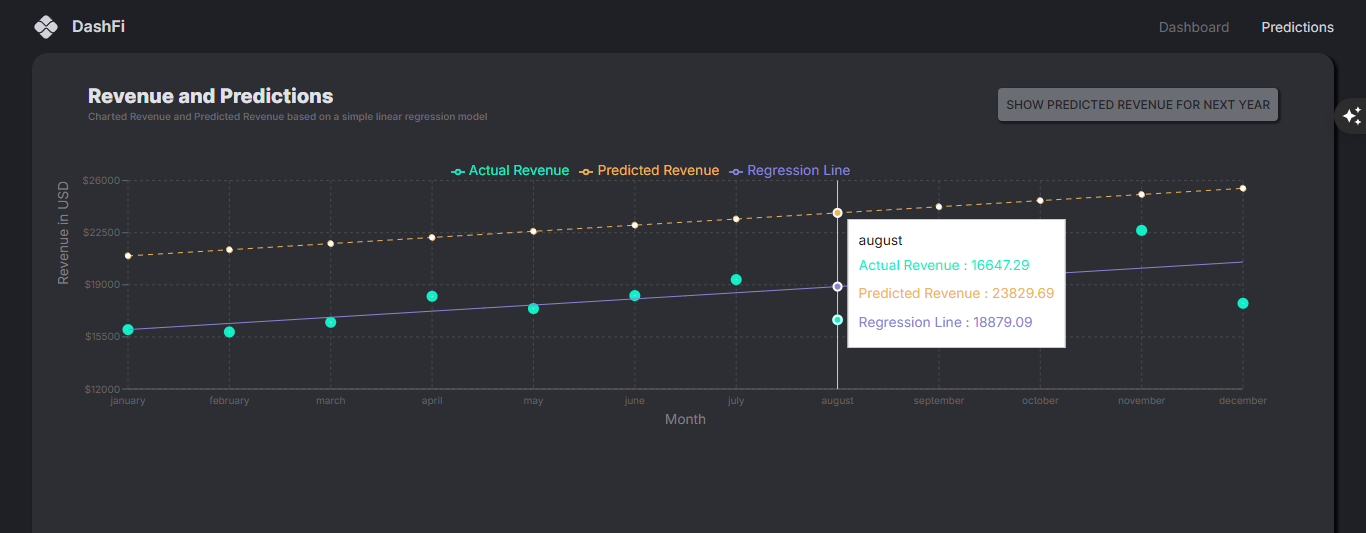 DashFi
Dashboard Predictions
Revenue and Predictions
Charted Revenue and Predicted Revenue based on a simple linear regression model
SHOW PREDICTED REVENUE FOR NEXT YEAR
Actual Revenue Predicted Revenue Regression Line
Revenue in USD
$26000
$22500
$19000
$15500
$12000
august
Actual Revenue : 16647.29
Predicted Revenue : 23829.69
Regression Line : 18879.09
january february march april may june july august september october november december
Month